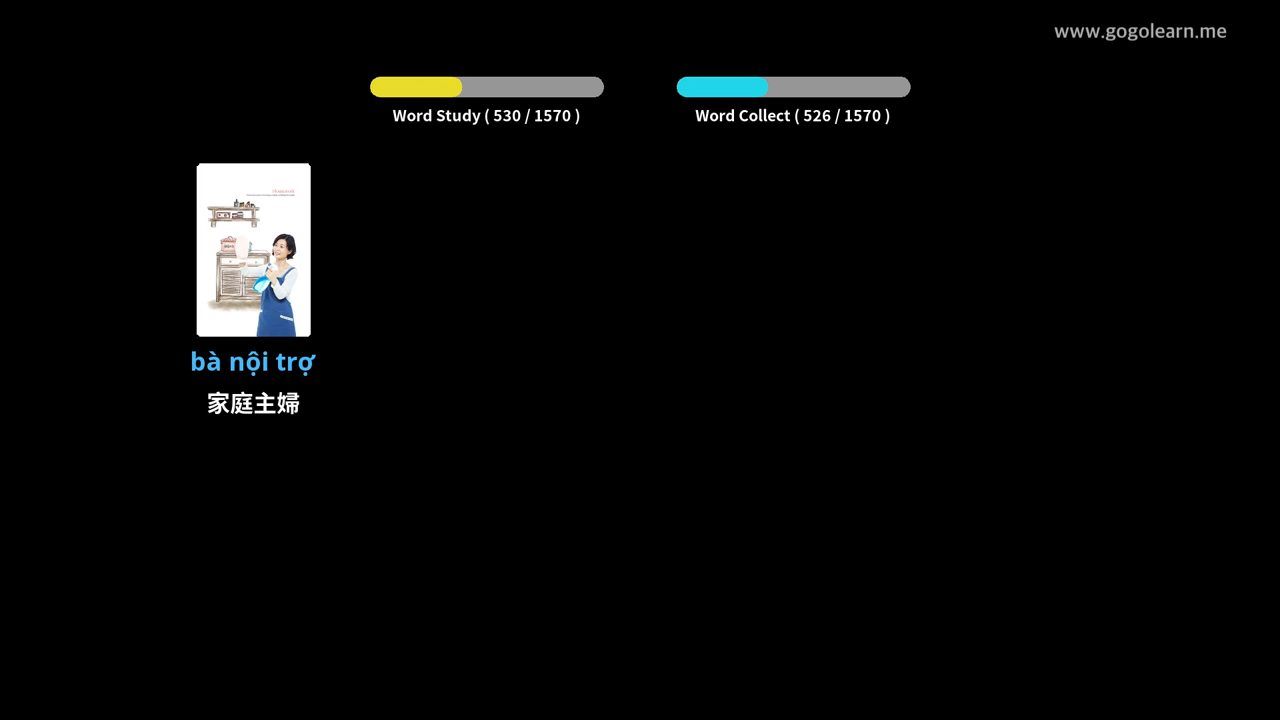 www.gogolearn.me
Word Study ( 530 / 1570 )
Word Collect ( 526 / 1570 )
bà nội trợ
家庭主婦